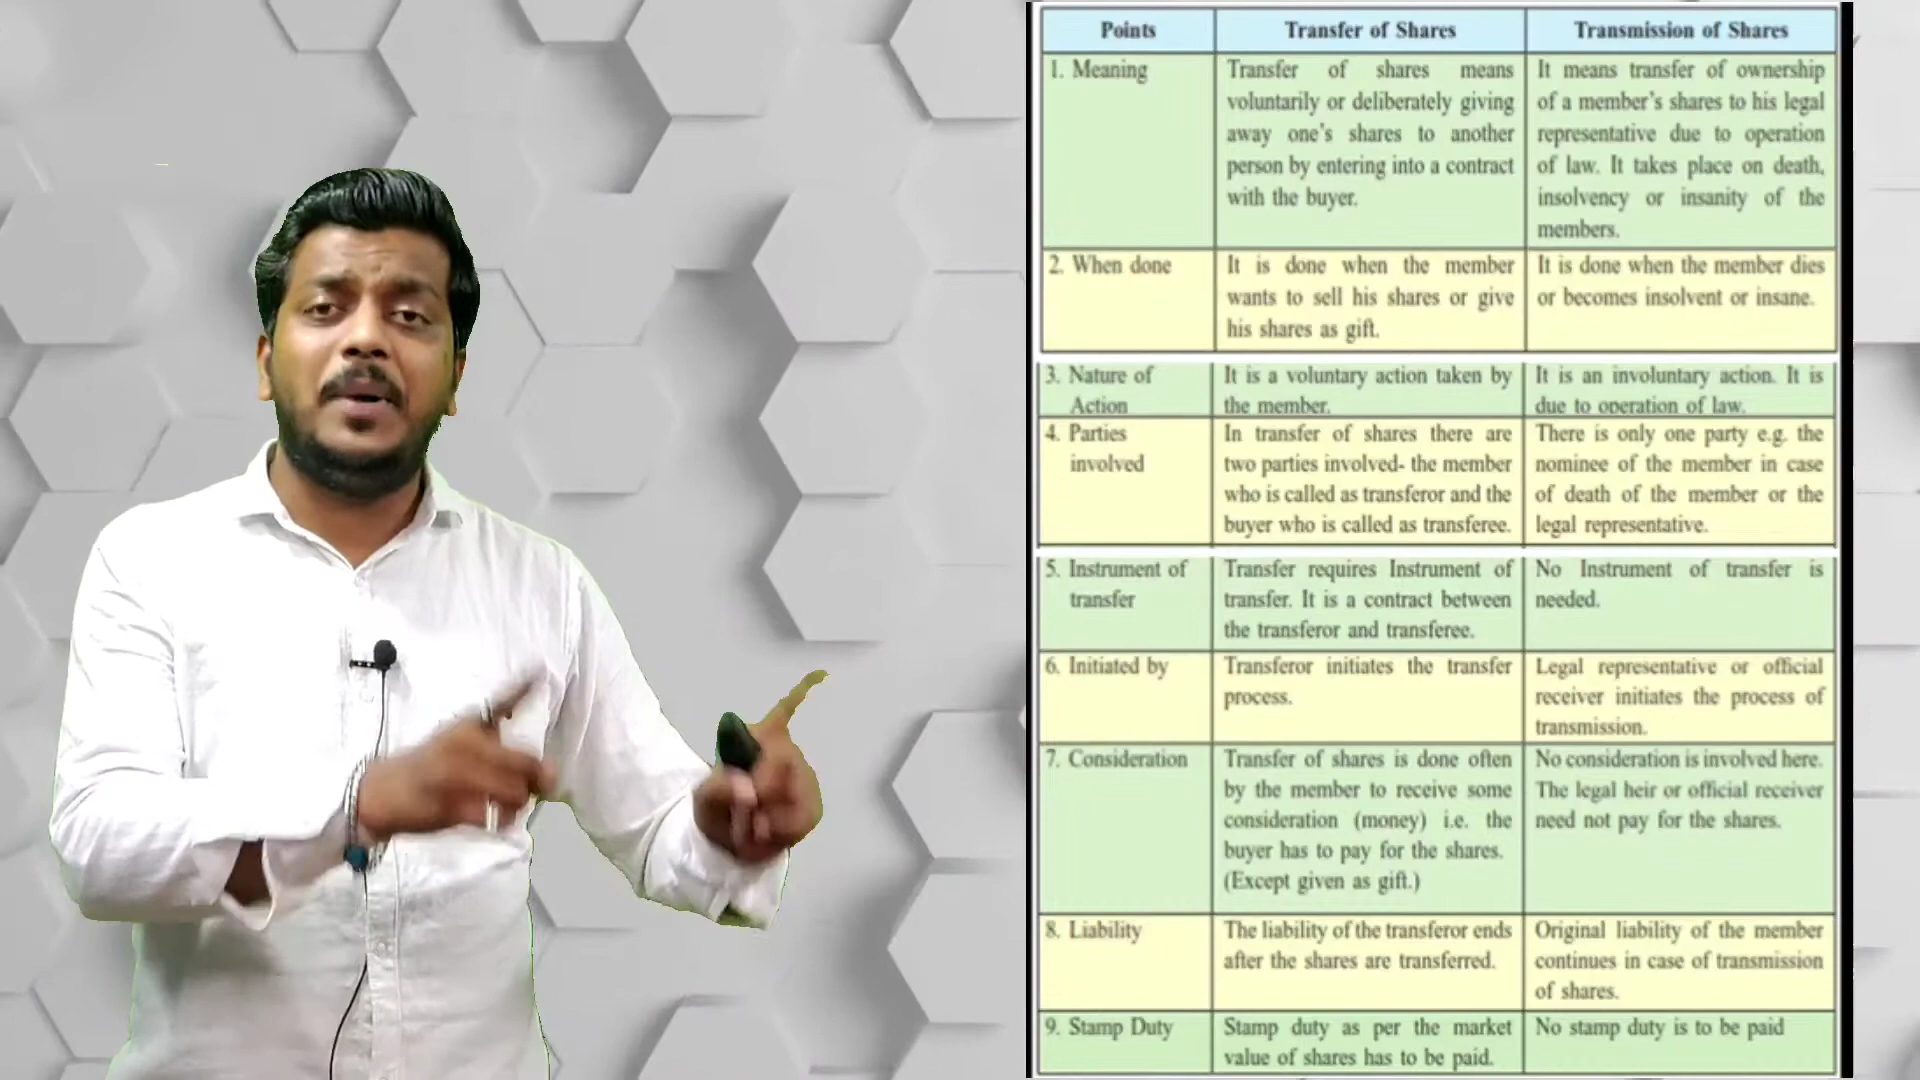 Points Transfer of Shares Transmission of Shares
1. Meaning
Transfer of shares means
voluntarily or deliberately giving
away one's shares to another
person by entering into a contract
with the buyer.
It means transfer of ownership
of a member's shares to his legal
representative due to operation
of law. It takes place on death,
insolvency or insanity of the
members.
2. When done
It is done when the member
wants to sell his shares or give
his shares as gift.
It is done when the member dies
or becomes insolvent or insane.
3. Nature of
Action
It is a voluntary action taken by
the member.
It is an involuntary action. It is
due to operation of law.
4. Parties
involved
In transfer of shares there are
two parties involved- the member
who is called as transferor and the
buyer who is called as transferee.
There is only one party e.g. the
nominee of the member in case
of death of the member or the
legal representative.
5. Instrument of
transfer
Transfer requires Instrument of
transfer. It is a contract between
the transferor and transferee.
No Instrument of transfer is
needed.
6. Initiated by
Transferor initiates the transfer
process.
Legal representative or official
receiver initiates the process of
transmission.
7. Consideration
Transfer of shares is done often
by the member to receive some
consideration (money) i.e. the
buyer has to pay for the shares.
(Except given as gift.)
No consideration is involved here.
The legal heir or official receiver
need not pay for the shares.
8. Liability
The liability of the transferor ends
after the shares are transferred.
Original liability of the member
continues in case of transmission
of shares.
9. Stamp Duty
Stamp duty as per the market
value of shares has to be paid.
No stamp duty is to be paid